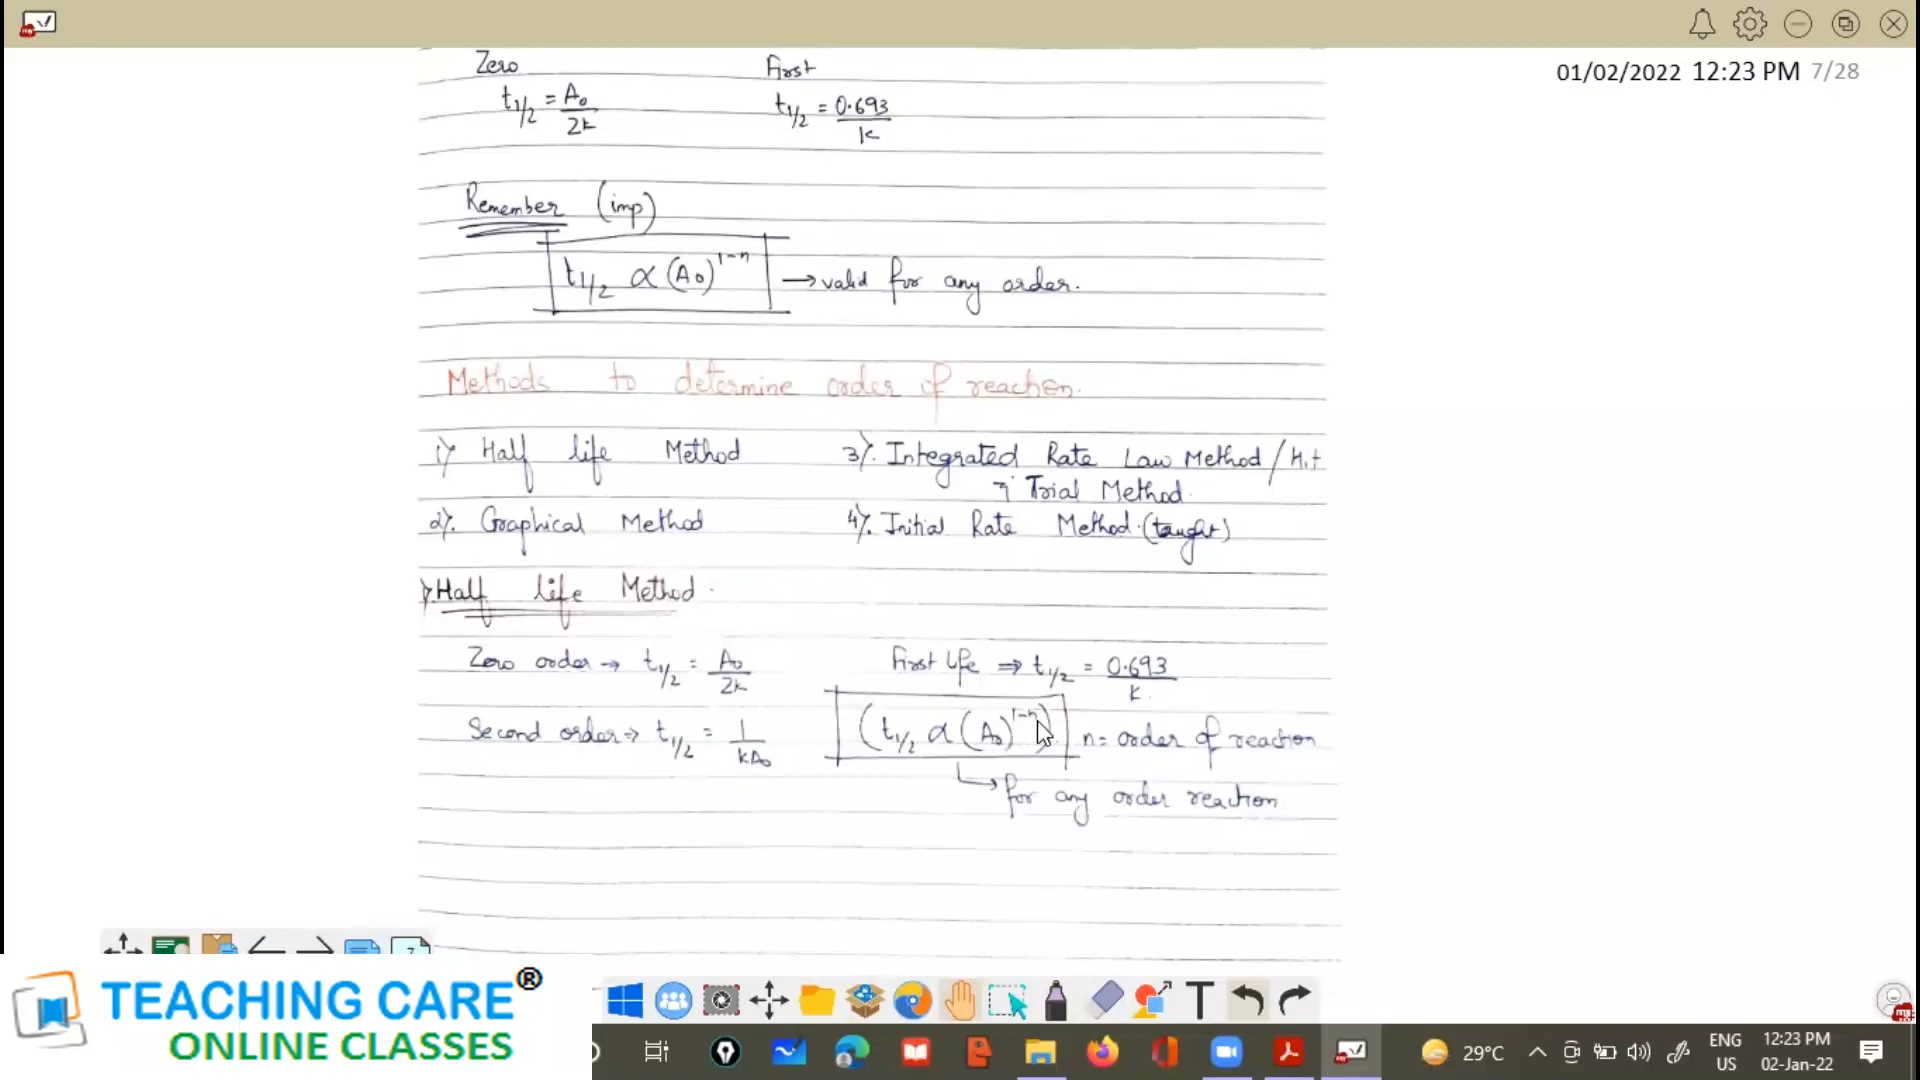 01/02/2022 12:23 PM 7/28
Zero First
t1/2 = A0/2k t1/2 = 0.693/k
Remember (imp)
t1/2 ∝ (A0)^1-n → valid for any order.
Methods to determine order of reaction.
1) Half life Method 3). Integrated Rate Law Method / Hit
& Trial Method.
2). Graphical Method 4). Initial Rate Method. (taught)
1) Half life Method.
Zero order → t1/2 = A0/2k First Life ⇒ t1/2 = 0.693/k.
Second order → t1/2 = 1/kA0 (t1/2 ∝ (A0)^1-n) n = order of reaction
↳ for any order reaction
TEACHING CARE®
ONLINE CLASSES
29°C
ENG
US
12:23 PM
02-Jan-22